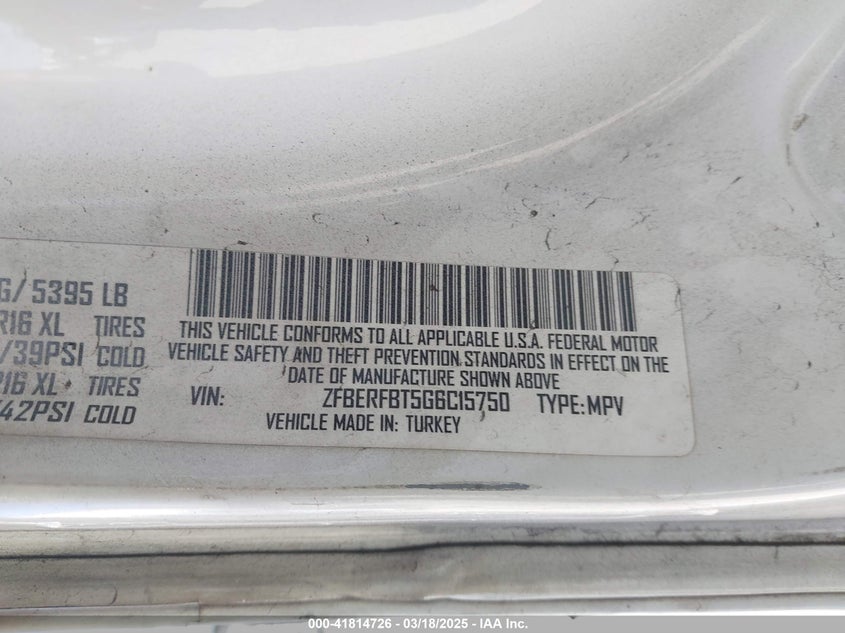 G/5395 LB
R16 XL TIRES
/39PSI COLD
R16 XL TIRES
/42PSI COLD
THIS VEHICLE CONFORMS TO ALL APPLICABLE U.S.A. FEDERAL MOTOR
VEHICLE SAFETY AND THEFT PREVENTION STANDARDS IN EFFECT ON THE
DATE OF MANUFACTURE SHOWN ABOVE
VIN: ZFBERFBT5G6C15750 TYPE:MPV
VEHICLE MADE IN: TURKEY
000-41814726 - 03/18/2025 - IAA Inc.